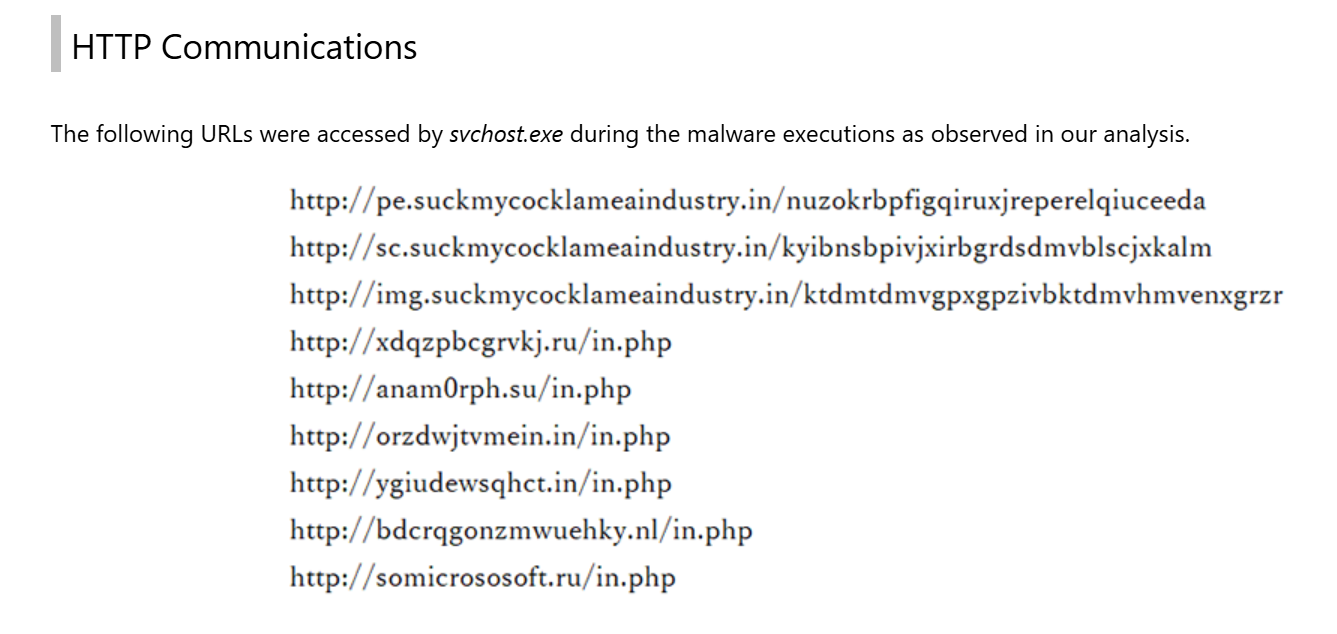 HTTP Communications
The following URLs were accessed by svchost.exe during the malware executions as observed in our analysis.
http://pe.suckmycocklameaindustry.in/nuzokrbpfigqiruxjreperelqiuceeda
http://sc.suckmycocklameaindustry.in/kyibnsbpivjxirbgrdsdmvblscjxkalm
http://img.suckmycocklameaindustry.in/ktdmtdmvgpxgpzivbktdmvhmvenxgrzr
http://xdqzpbcgrvkj.ru/in.php
http://anam0rph.su/in.php
http://orzdwjtvmein.in/in.php
http://ygiudewsqhct.in/in.php
http://bdcrqgonzmwuehky.nl/in.php
http://somicrososoft.ru/in.php